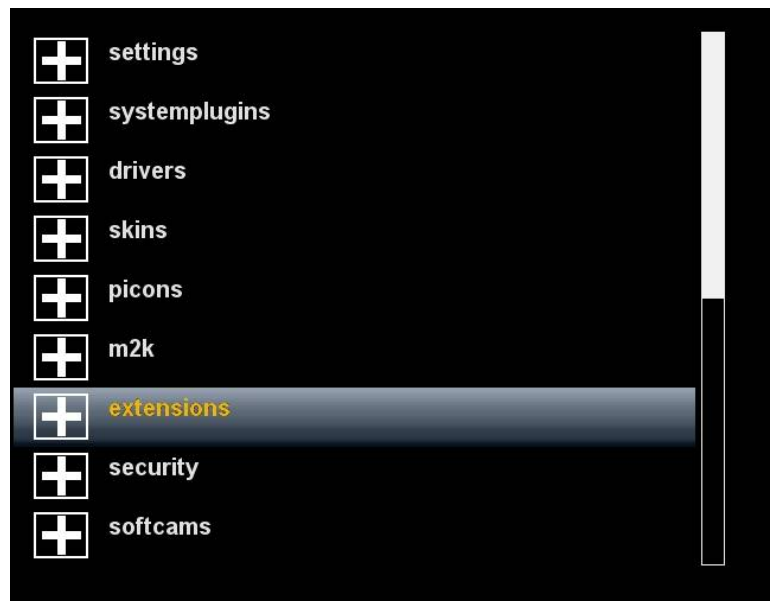 settings
systemplugins
drivers
skins
picons
m2k
extensions
security
softcams